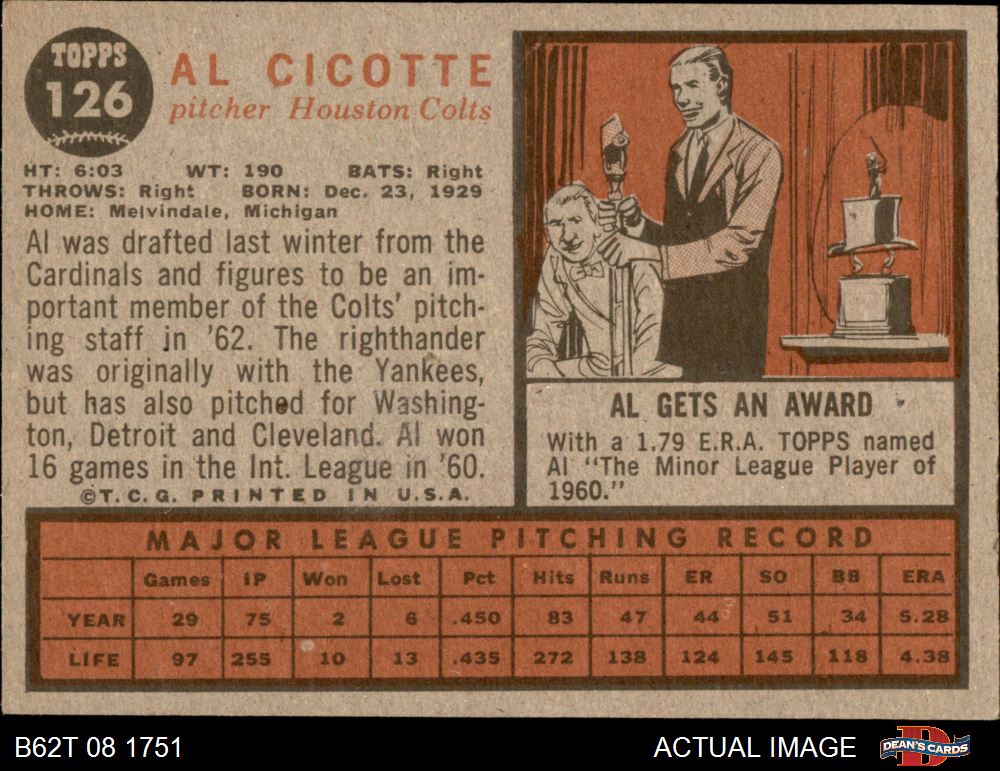 TOPPS
126
AL CICOTTE
pitcher Houston Colts
HT: 6:03 WT: 190 BATS: Right
THROWS: Right BORN: Dec. 23, 1929
HOME: Melvindale, Michigan
Al was drafted last winter from the
Cardinals and figures to be an im-
portant member of the Colts' pitch-
ing staff in '62. The righthander
was originally with the Yankees,
but has also pitched for Washing-
ton, Detroit and Cleveland. Al won
16 games in the Int. League in '60.
©T.C.G. PRINTED IN U.S.A.
AL GETS AN AWARD
With a 1.79 E.R.A. TOPPS named
Al "The Minor League Player of
1960."
MAJOR LEAGUE PITCHING RECORD
Games IP Won Lost Pct Hits Runs ER SO BB ERA
YEAR 29 75 2 6 .450 83 47 44 51 34 5.28
LIFE 97 255 10 13 .435 272 138 124 145 118 4.38
B62T 08 1751 ACTUAL IMAGE DEAN'S CARDS